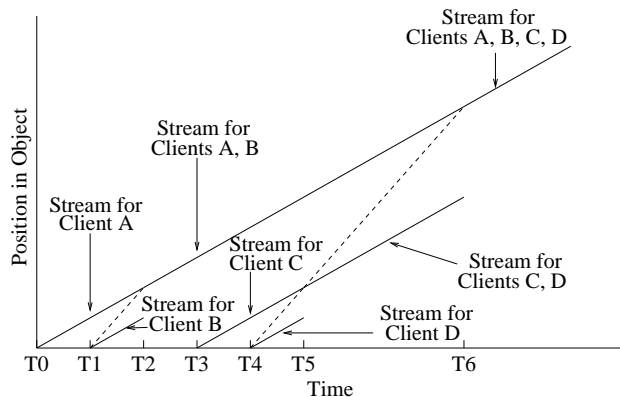 Stream for
Clients A, B, C, D
Stream for
Clients A, B
Stream for
Client A
Stream for
Client C
Stream for
Clients C, D
Stream for
Client B
Stream for
Client D
Position in Object
T0
T1
T2
T3
T4
T5
T6
Time